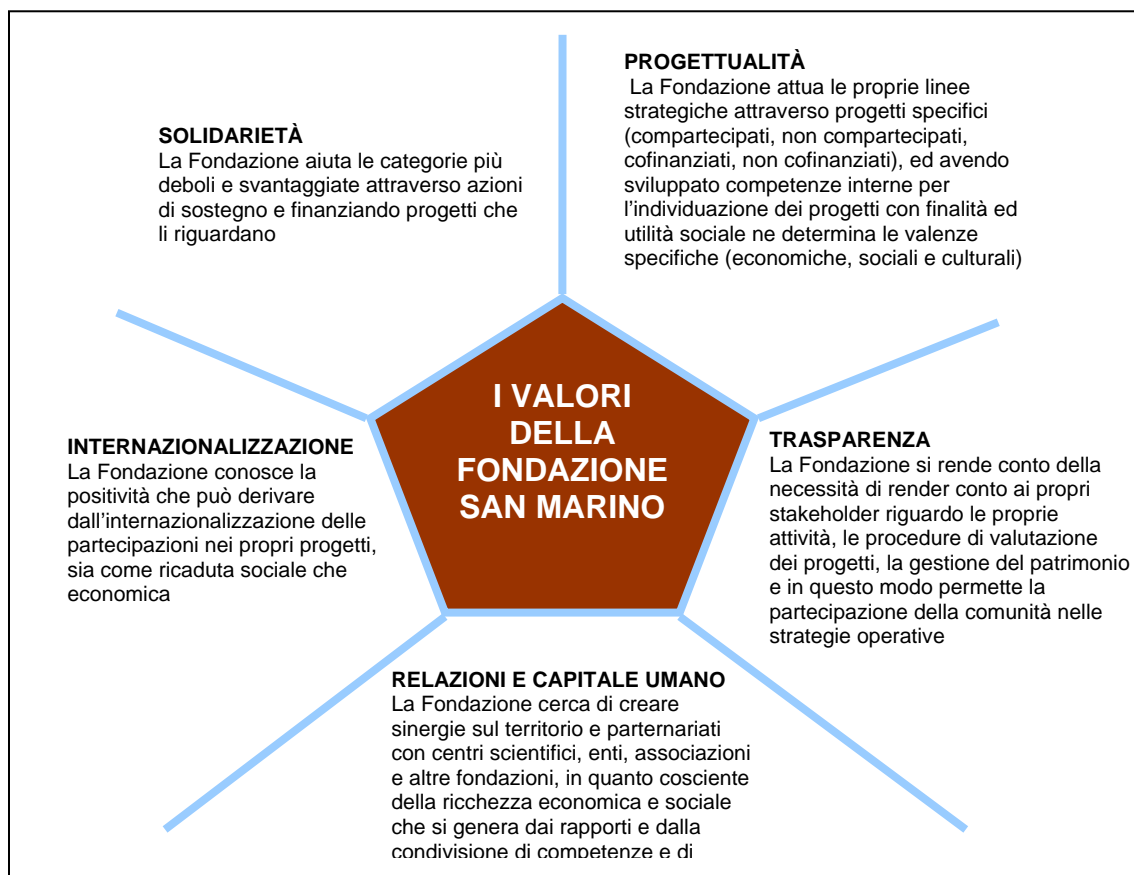 PROGETTUALITÀ
La Fondazione attua le proprie linee
strategiche attraverso progetti specifici
(compartecipati, non compartecipati,
cofinanziati, non cofinanziati), ed avendo
sviluppato competenze interne per
l’individuazione dei progetti con finalità ed
utilità sociale ne determina le valenze
specifiche (economiche, sociali e culturali)
SOLIDARIETÀ
La Fondazione aiuta le categorie più
deboli e svantaggiate attraverso azioni
di sostegno e finanziando progetti che
li riguardano
I VALORI
DELLA
FONDAZIONE
SAN MARINO
INTERNAZIONALIZZAZIONE
La Fondazione conosce la
positività che può derivare
dall’internazionalizzazione delle
partecipazioni nei propri progetti,
sia come ricaduta sociale che
economica
TRASPARENZA
La Fondazione si rende conto della
necessità di render conto ai propri
stakeholder riguardo le proprie
attività, le procedure di valutazione
dei progetti, la gestione del patrimonio
e in questo modo permette la
partecipazione della comunità nelle
strategie operative
RELAZIONI E CAPITALE UMANO
La Fondazione cerca di creare
sinergie sul territorio e parternariati
con centri scientifici, enti, associazioni
e altre fondazioni, in quanto cosciente
della ricchezza economica e sociale
che si genera dai rapporti e dalla
condivisione di competenze e di